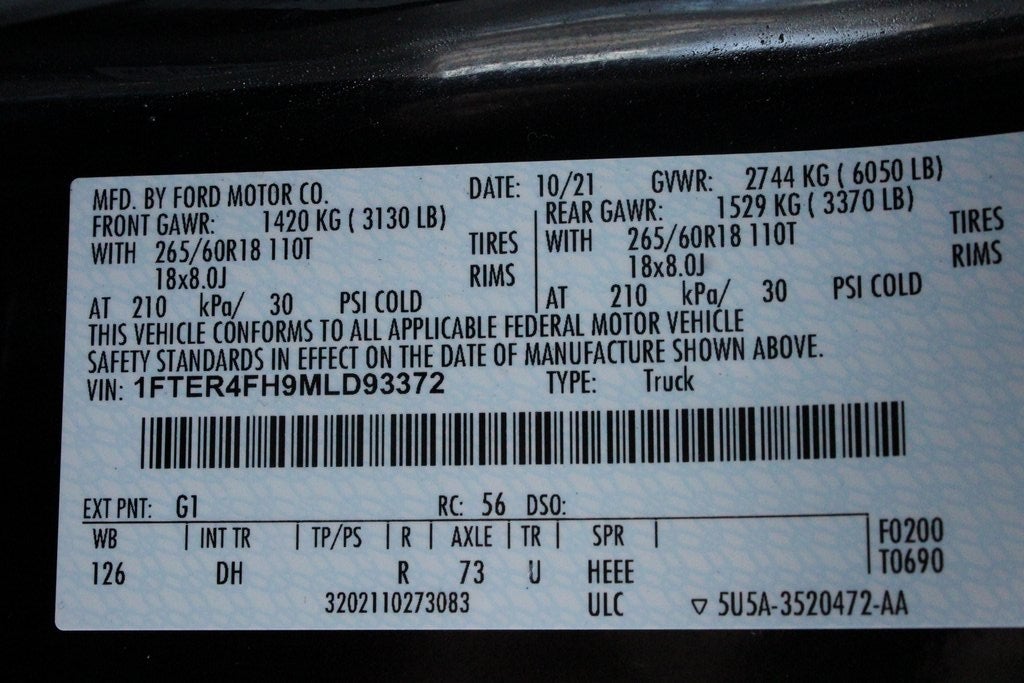 MFD. BY FORD MOTOR CO. DATE: 10/21 GVWR: 2744 KG ( 6050 LB)
FRONT GAWR: 1420 KG ( 3130 LB) REAR GAWR: 1529 KG ( 3370 LB)
WITH 265/60R18 110T TIRES WITH 265/60R18 110T TIRES
18x8.0J RIMS 18x8.0J RIMS
AT 210 kPa/ 30 PSI COLD AT 210 kPa/ 30 PSI COLD
THIS VEHICLE CONFORMS TO ALL APPLICABLE FEDERAL MOTOR VEHICLE
SAFETY STANDARDS IN EFFECT ON THE DATE OF MANUFACTURE SHOWN ABOVE.
VIN: 1FTER4FH9MLD93372 TYPE: Truck
EXT PNT: G1 RC: 56 DSO:
WB | INT TR | TP/PS | R | AXLE | TR | SPR | F0200
126 DH R 73 U HEEE T0690
3202110273083 ULC ▽ 5U5A-3520472-AA